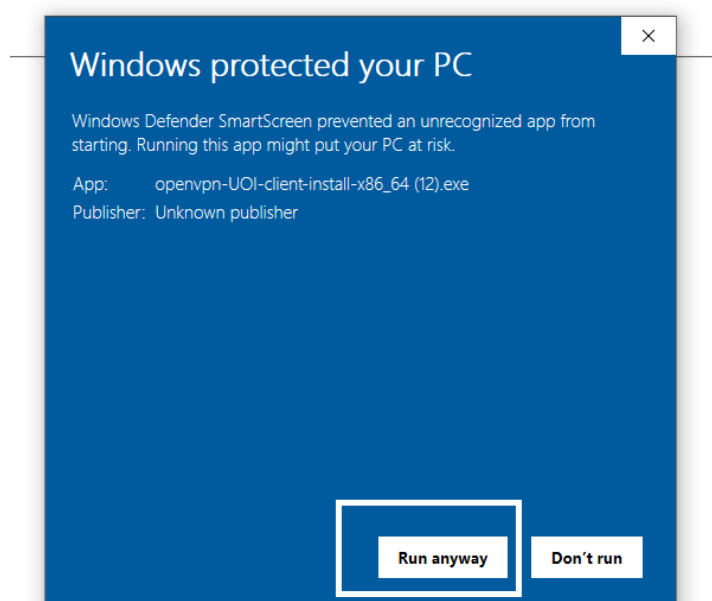 Windows protected your PC
Windows Defender SmartScreen prevented an unrecognized app from
starting. Running this app might put your PC at risk.
App: openvpn-UOI-client-install-x86_64 (12).exe
Publisher: Unknown publisher
Run anyway Don't run